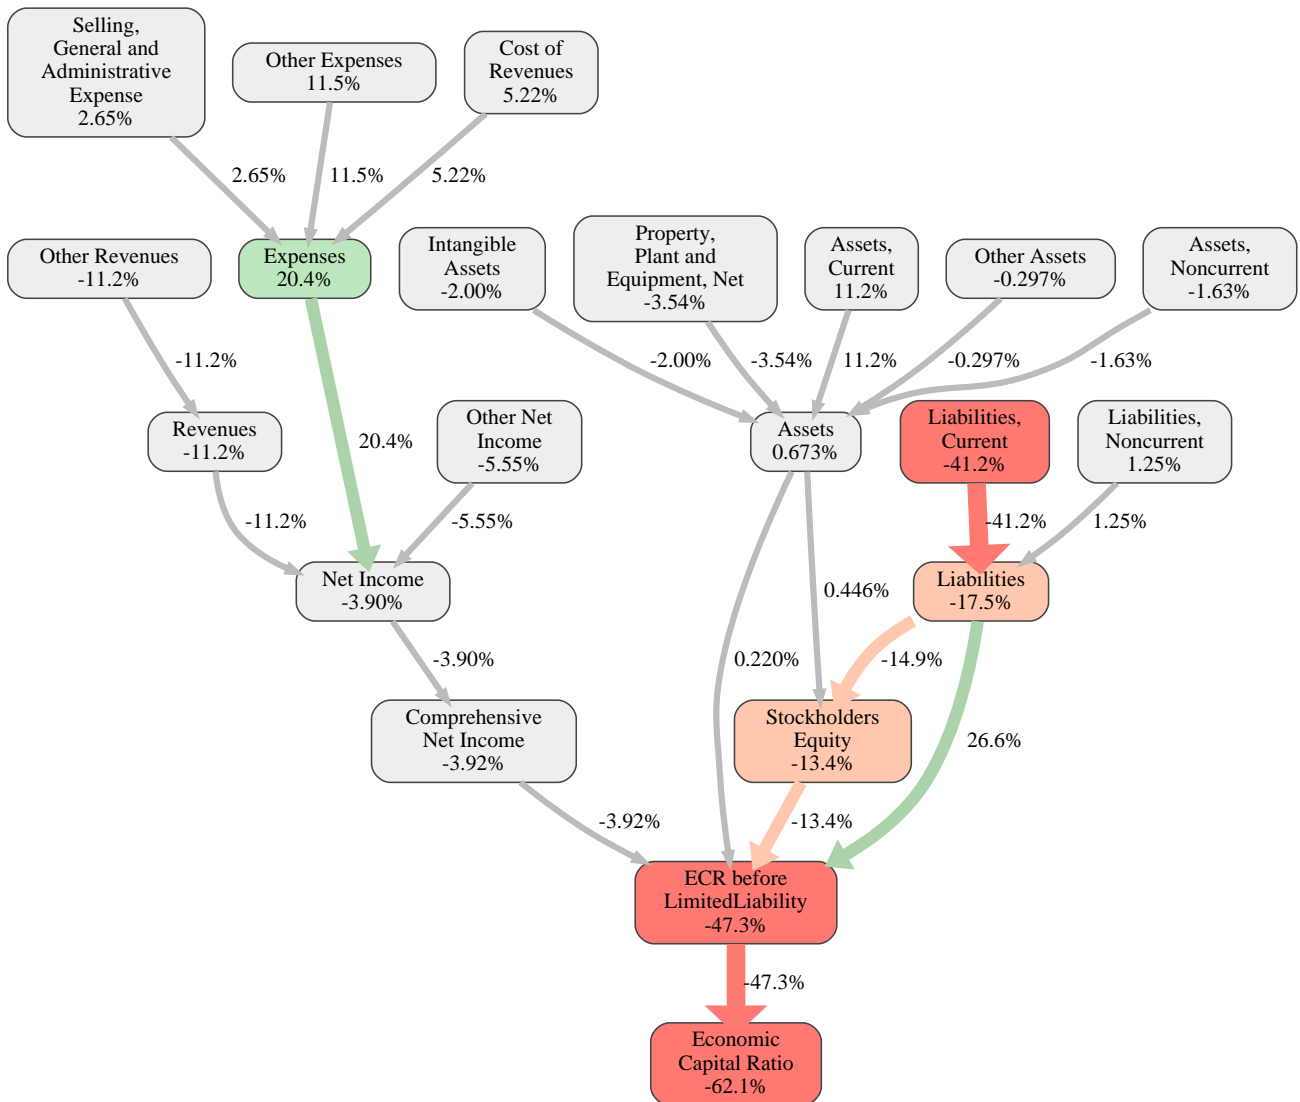 Selling,
General and
Administrative
Expense
2.65%
Other Expenses
11.5%
Cost of
Revenues
5.22%
2.65%
11.5%
5.22%
Other Revenues
-11.2%
Expenses
20.4%
Intangible
Assets
-2.00%
Property,
Plant and
Equipment, Net
-3.54%
Assets,
Current
11.2%
Other Assets
-0.297%
Assets,
Noncurrent
-1.63%
-11.2%
-2.00%
-3.54%
11.2%
-0.297%
-1.63%
Revenues
-11.2%
20.4%
Other Net
Income
-5.55%
Assets
0.673%
Liabilities,
Current
-41.2%
Liabilities,
Noncurrent
1.25%
-11.2%
-5.55%
-41.2%
1.25%
Net Income
-3.90%
0.446%
Liabilities
-17.5%
-3.90%
0.220%
-14.9%
Comprehensive
Net Income
-3.92%
Stockholders
Equity
-13.4%
26.6%
-3.92%
-13.4%
ECR before
LimitedLiability
-47.3%
-47.3%
Economic
Capital Ratio
-62.1%